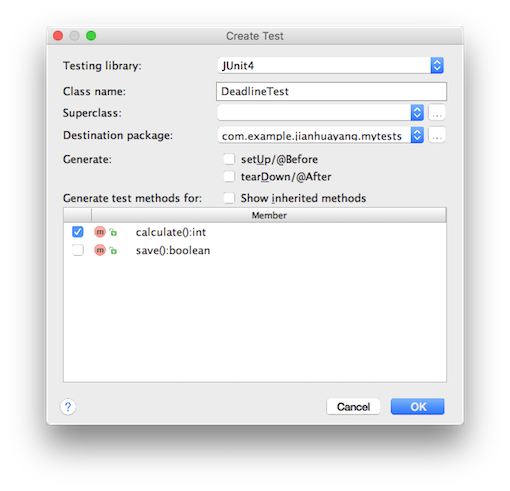 Create Test
Testing library: JUnit4
Class name: DeadlineTest
Superclass: ...
Destination package: com.example.jianhuayang.mytests ...
Generate: setUp/@Before
tearDown/@After
Generate test methods for: Show inherited methods
Member
m calculate():int
m save():boolean
? Cancel OK